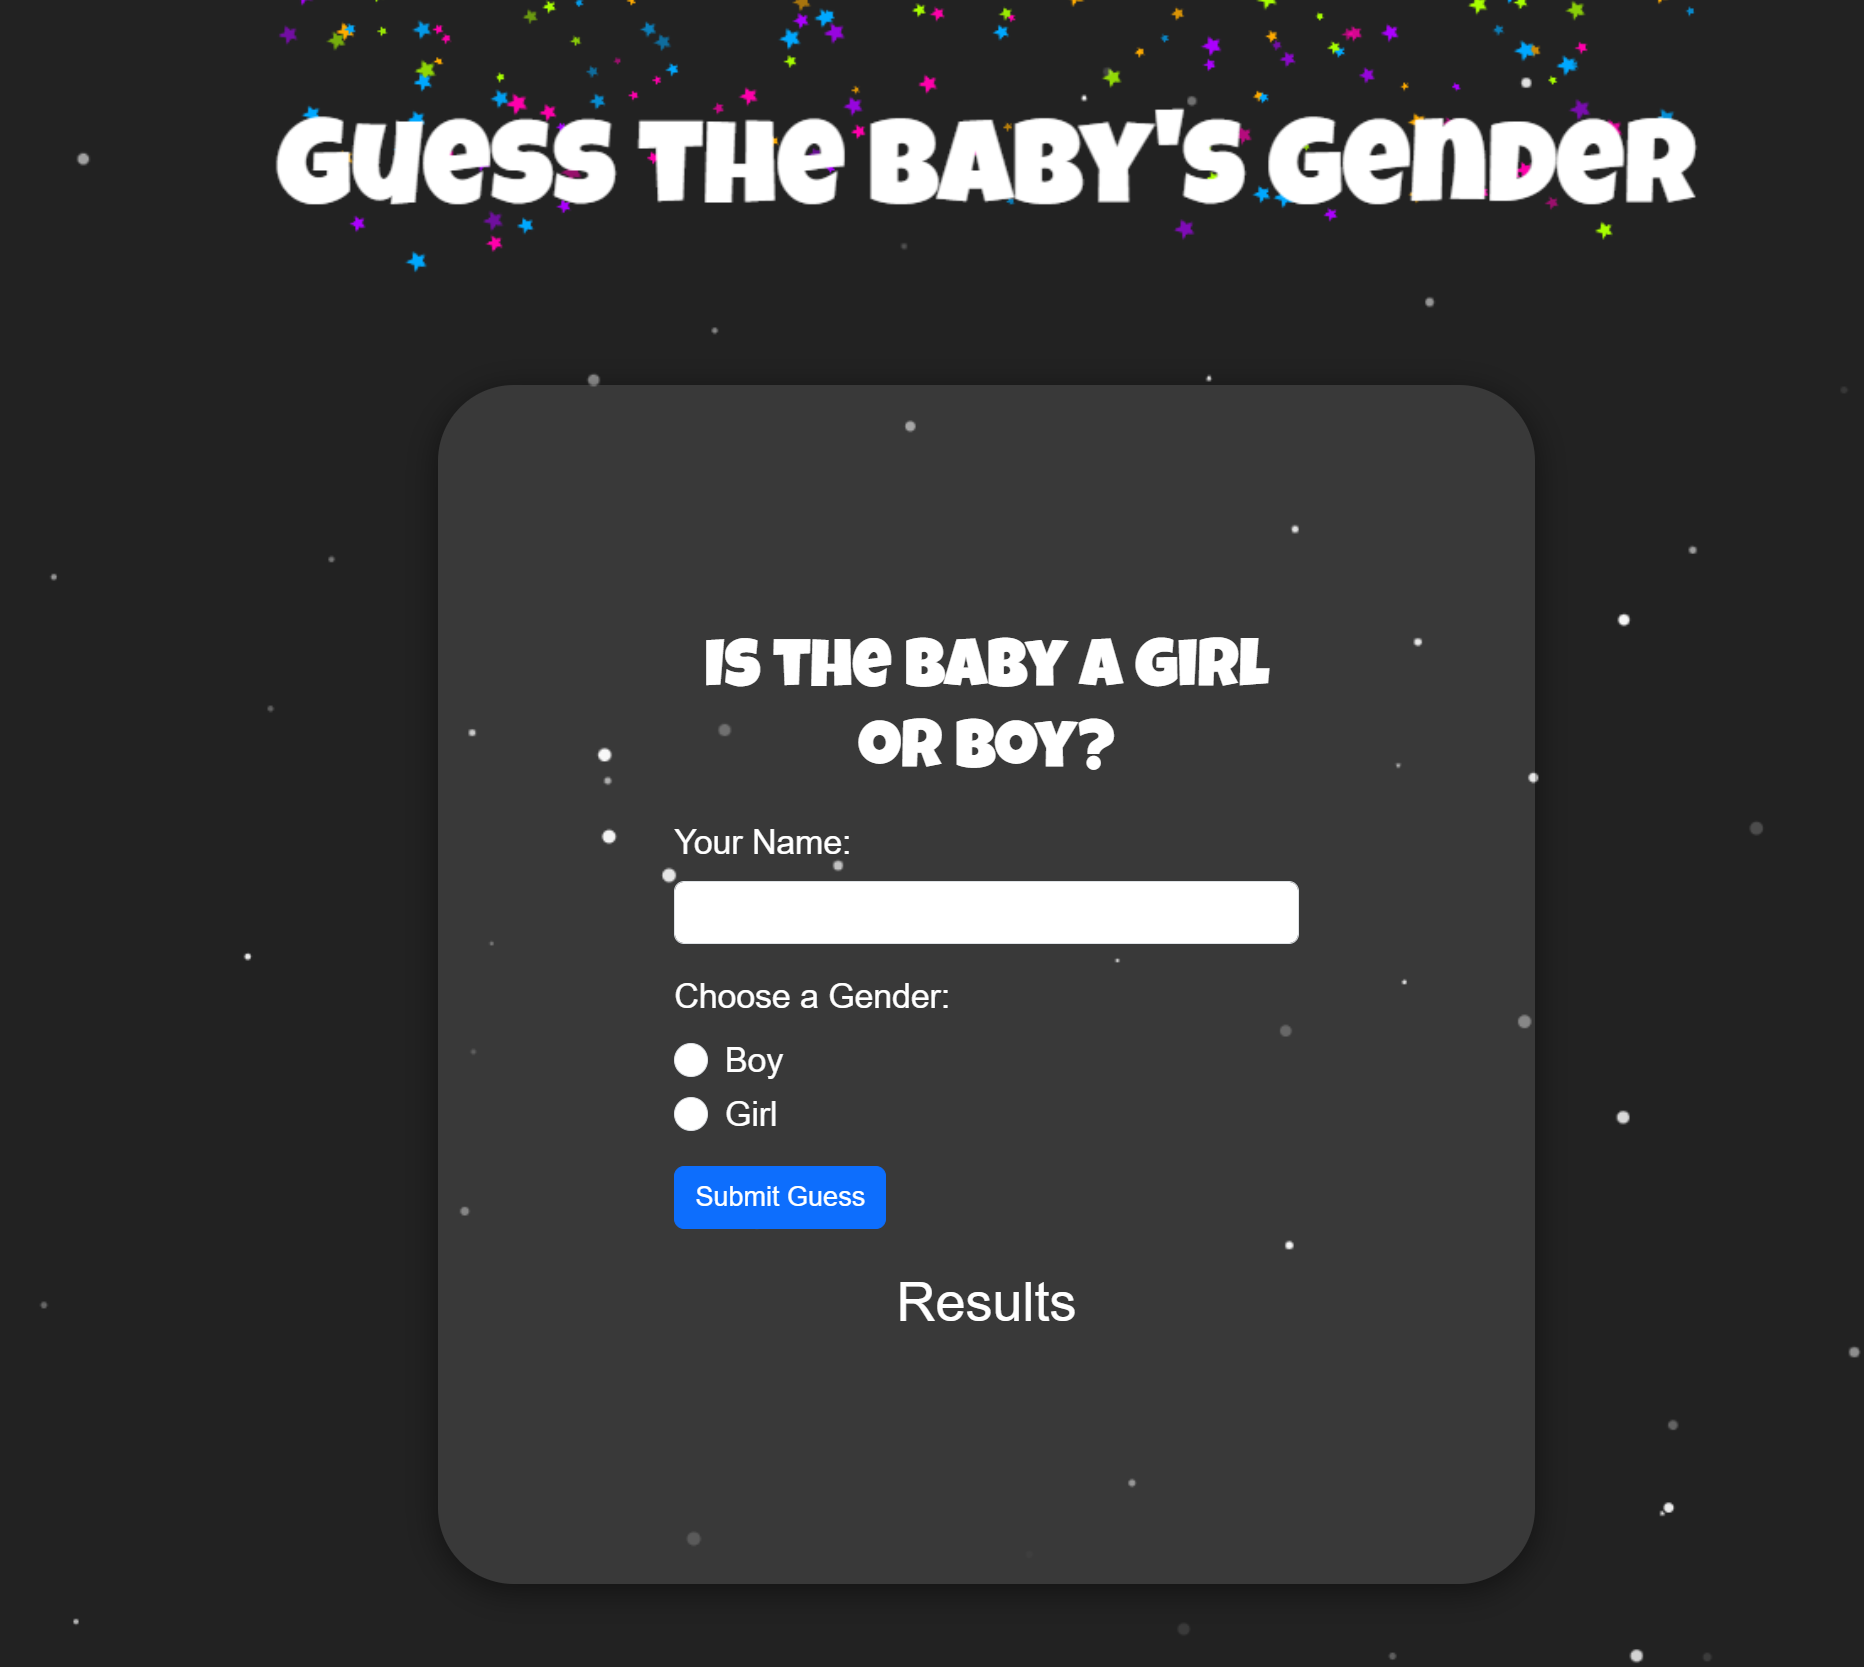 Guess The Baby's Gender
Is The Baby A Girl
Or Boy?
Your Name:
Choose a Gender:
Boy
Girl
Submit Guess
Results